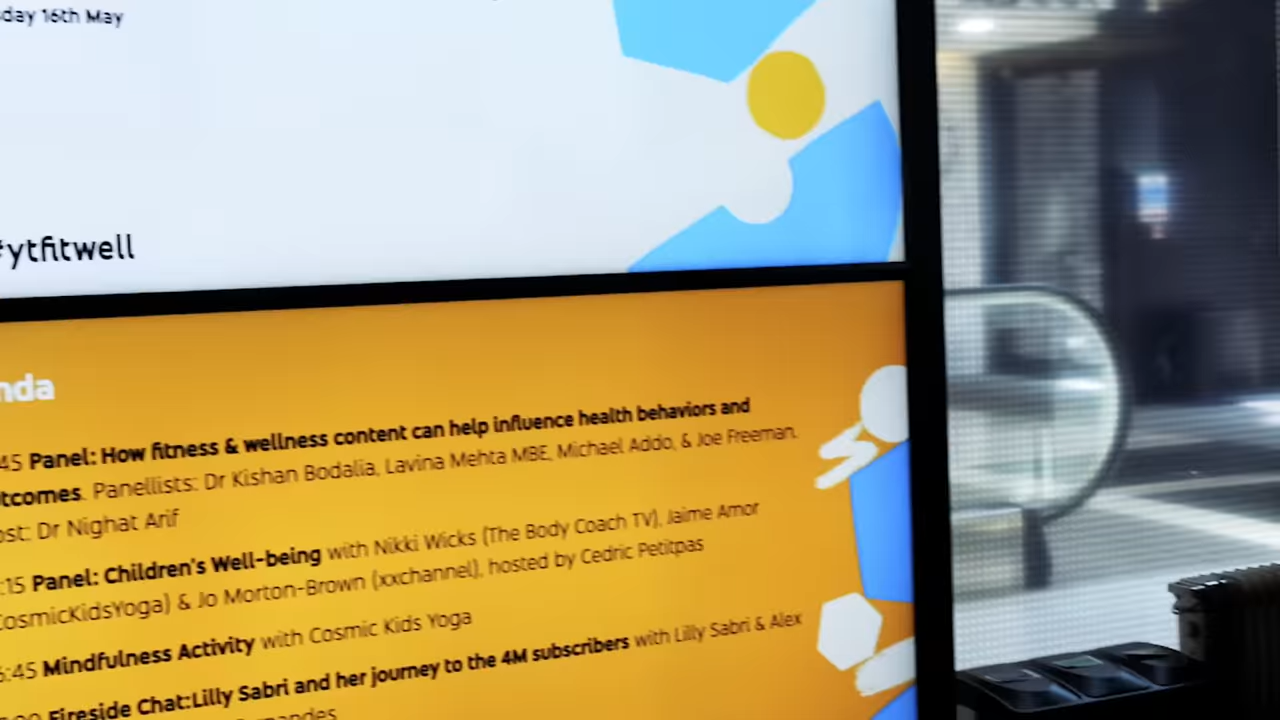 day 16th May
#ytfitwell
nda
45 Panel: How fitness & wellness content can help influence health behaviors and
tcomes. Panellists: Dr Kishan Bodalia, Lavina Mehta MBE, Michael Addo, & Joe Freeman.
ost: Dr Nighat Arif
:15 Panel: Children's Well-being with Nikki Wicks (The Body Coach TV), Jaime Amor
CosmicKidsYoga) & Jo Morton-Brown (xxchannel), hosted by Cedric Petitpas
:45 Mindfulness Activity with Cosmic Kids Yoga
Fireside Chat:Lilly Sabri and her journey to the 4M subscribers with Lilly Sabri & Alex